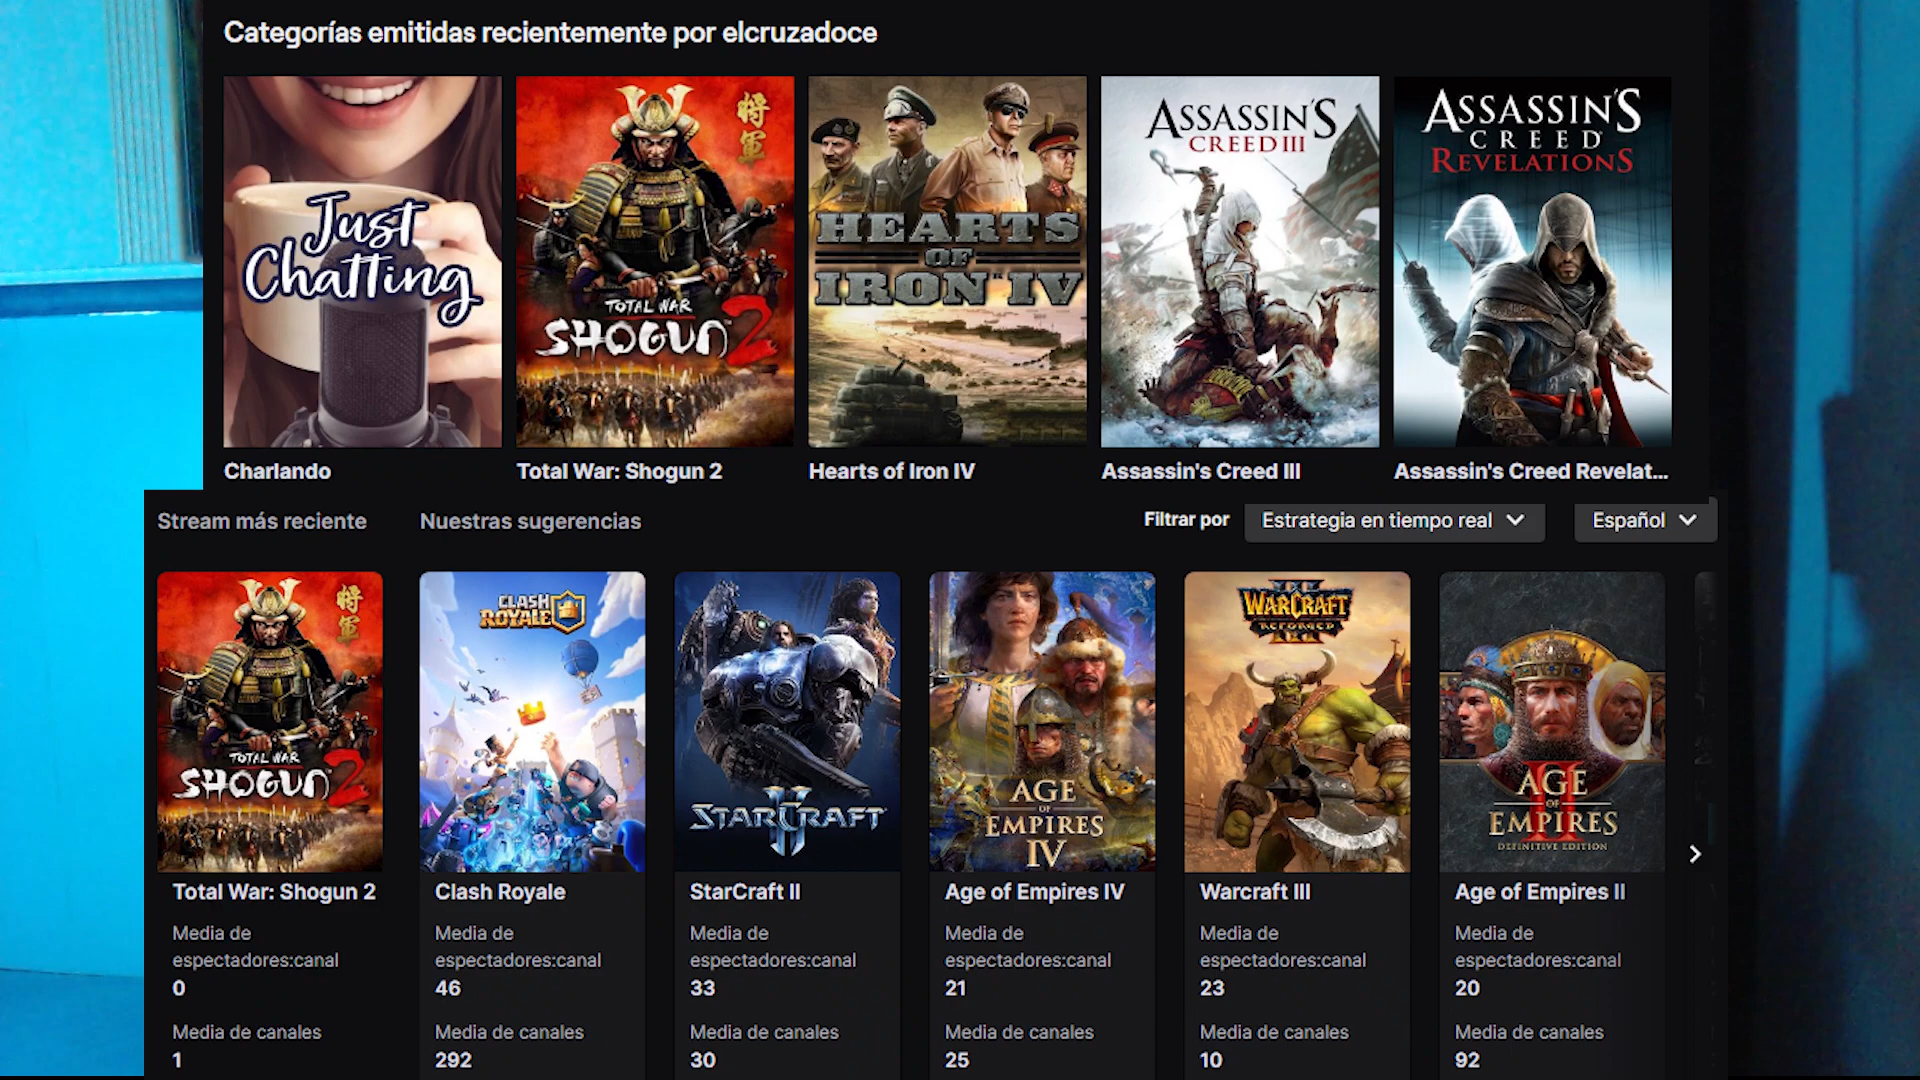 Categorías emitidas recientemente por elcruzadoce
Just
Chatting
将
軍
TOTAL WAR
SHOGUN 2
HEARTS
OF
IRON IV
ASSASSIN'S
CREED III
ASSASSIN'S
CREED
REVELATIONS
Charlando
Total War: Shogun 2
Hearts of Iron IV
Assassin's Creed III
Assassin's Creed Revelat...
Stream más reciente
Nuestras sugerencias
Filtrar por
Estrategia en tiempo real
Español
将
軍
TOTAL WAR
SHOGUN 2
CLASH
ROYALE
STARCRAFT
II
AGE
OF
EMPIRES
IV
WARCRAFT
III
REFORGED
AGE
OF
EMPIRES
II
DEFINITIVE EDITION
Total War: Shogun 2
Clash Royale
StarCraft II
Age of Empires IV
Warcraft III
Age of Empires II
Media de
espectadores:canal
0
Media de canales
1
Media de
espectadores:canal
46
Media de canales
292
Media de
espectadores:canal
33
Media de canales
30
Media de
espectadores:canal
21
Media de canales
25
Media de
espectadores:canal
23
Media de canales
10
Media de
espectadores:canal
20
Media de canales
92